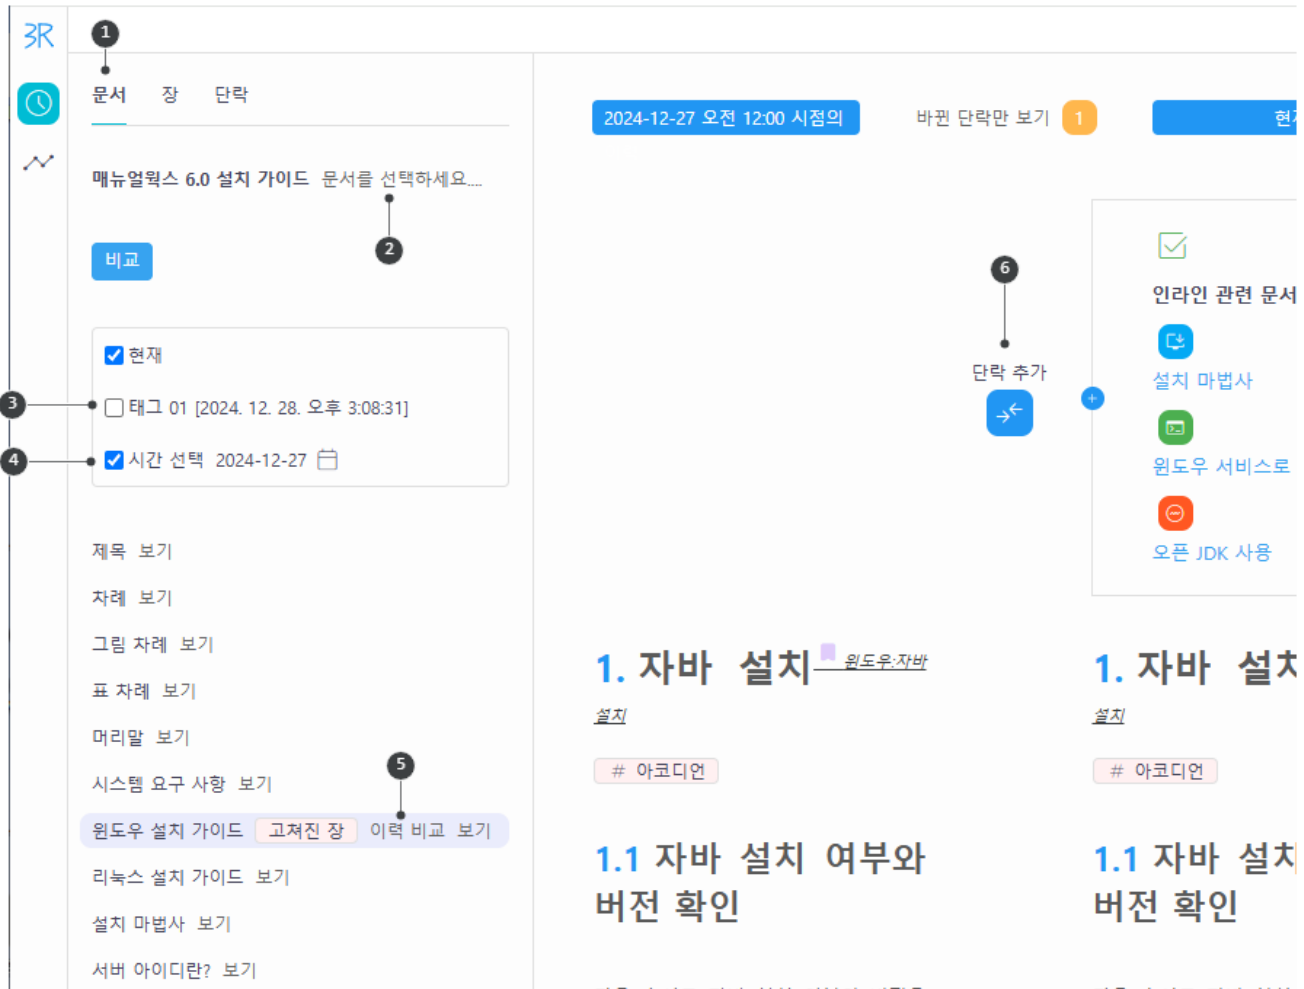 3R
1
문서 장 단락
매뉴얼웍스 6.0 설치 가이드 문서를 선택하세요....
2
비교
현재
3
태그 01 [2024. 12. 28. 오후 3:08:31]
4
시간 선택 2024-12-27
제목 보기
차례 보기
그림 차례 보기
표 차례 보기
머리말 보기
시스템 요구 사항 보기
5
윈도우 설치 가이드 고쳐진 장 이력 비교 보기
리눅스 설치 가이드 보기
설치 마법사 보기
서버 아이디란? 보기
2024-12-27 오전 12:00 시점의 바뀐 단락만 보기 1
6
단락 추가
인라인 관련 문서
설치 마법사
윈도우 서비스로
오픈 JDK 사용
1. 자바 설치 윈도우:자바
설치
# 아코디언
1.1 자바 설치 여부와
버전 확인
1. 자바 설치
설치
# 아코디언
1.1 자바 설치
버전 확인